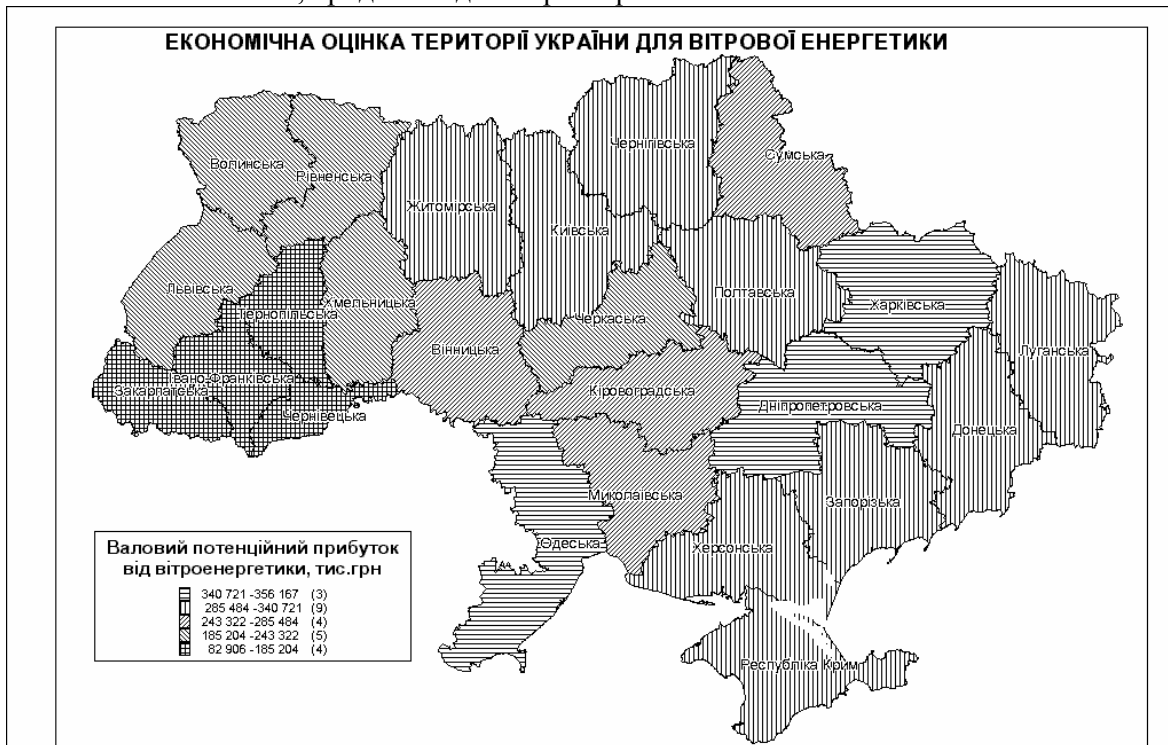 ЕКОНОМІЧНА ОЦІНКА ТЕРИТОРІЇ УКРАЇНИ ДЛЯ ВІТРОВОЇ ЕНЕРГЕТИКИ
Чернігівська
Сумська
Волинська
Рівненська
Житомірська
Київська
Полтавська
Харківська
Львівська
Тернопільська
Хмельницька
Черкаська
Вінницька
Луганська
Івано-Франківська
Закарпатська
Чернівецька
Кіровоградська
Дніпропетровська
Донецька
Миколаївська
Запорізька
Одеська
Херсонська
Республіка Крим
Валовий потенційний прибуток
від вітроенергетики, тис.грн
340 721 -356 167 (3)
285 484 -340 721 (9)
243 322 -285 484 (4)
185 204 -243 322 (5)
82 906 -185 204 (4)